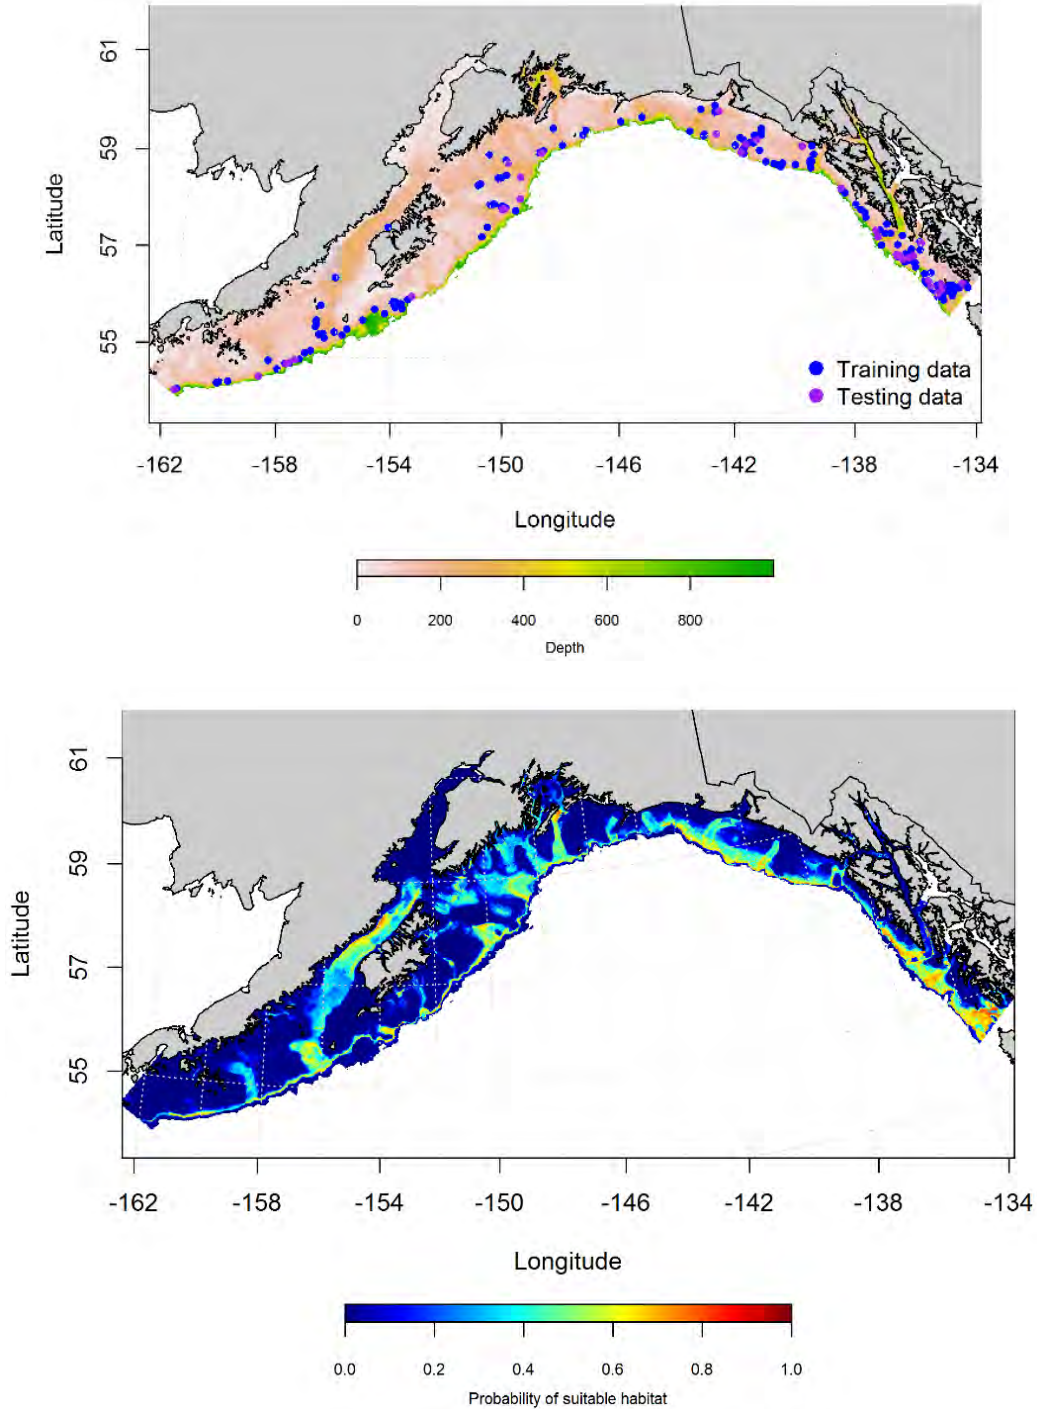 61
59
57
55
Latitude
Training data
Testing data
-162 -158 -154 -150 -146 -142 -138 -134
Longitude
0 200 400 600 800
Depth
61
59
57
55
Latitude
-162 -158 -154 -150 -146 -142 -138 -134
Longitude
0.0 0.2 0.4 0.6 0.8 1.0
Probability of suitable habitat